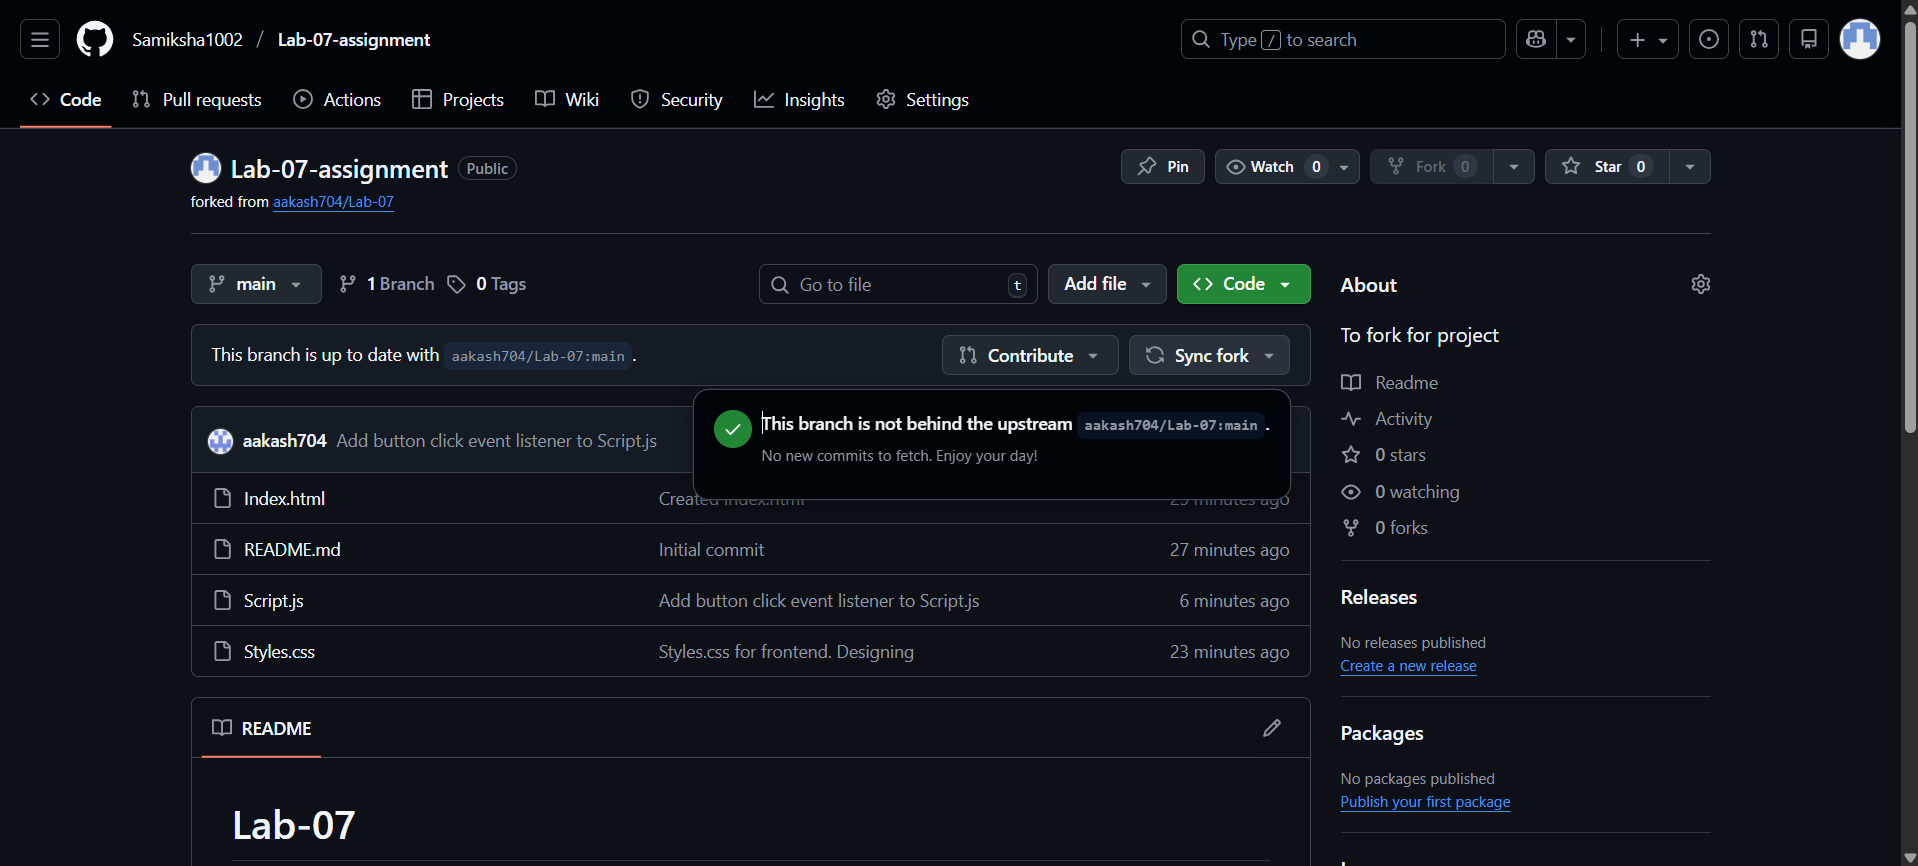 Samiksha1002 / Lab-07-assignment
Type / to search
Code Pull requests Actions Projects Wiki Security Insights Settings
Lab-07-assignment Public
Pin Watch 0 Fork 0 Star 0
forked from aakash704/Lab-07
main 1 Branch 0 Tags Go to file t Add file Code
This branch is up to date with aakash704/Lab-07:main .
Contribute Sync fork
This branch is not behind the upstream aakash704/Lab-07:main .
No new commits to fetch. Enjoy your day!
aakash704 Add button click event listener to Script.js
Index.html Created Index.html 25 minutes ago
README.md Initial commit 27 minutes ago
Script.js Add button click event listener to Script.js 6 minutes ago
Styles.css Styles.css for frontend. Designing 23 minutes ago
README
Lab-07
About
To fork for project
Readme
Activity
0 stars
0 watching
0 forks
Releases
No releases published
Create a new release
Packages
No packages published
Publish your first package